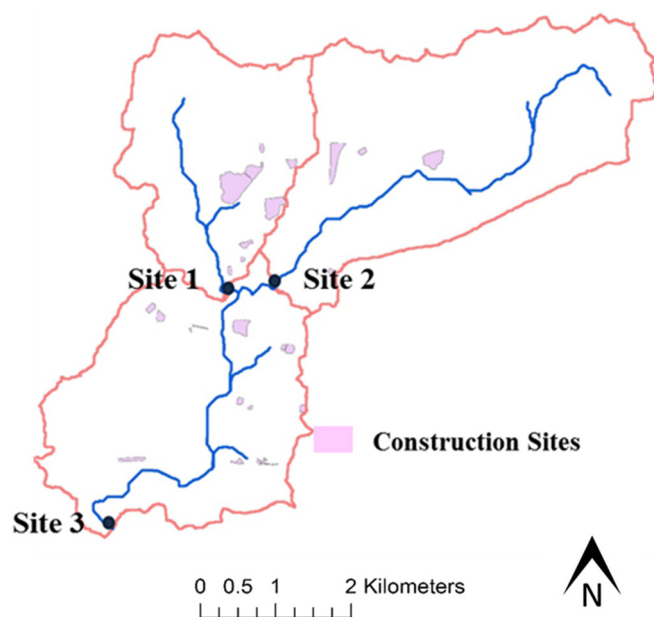 Site 1
Site 2
Construction Sites
Site 3
0 0.5 1 2 Kilometers
N